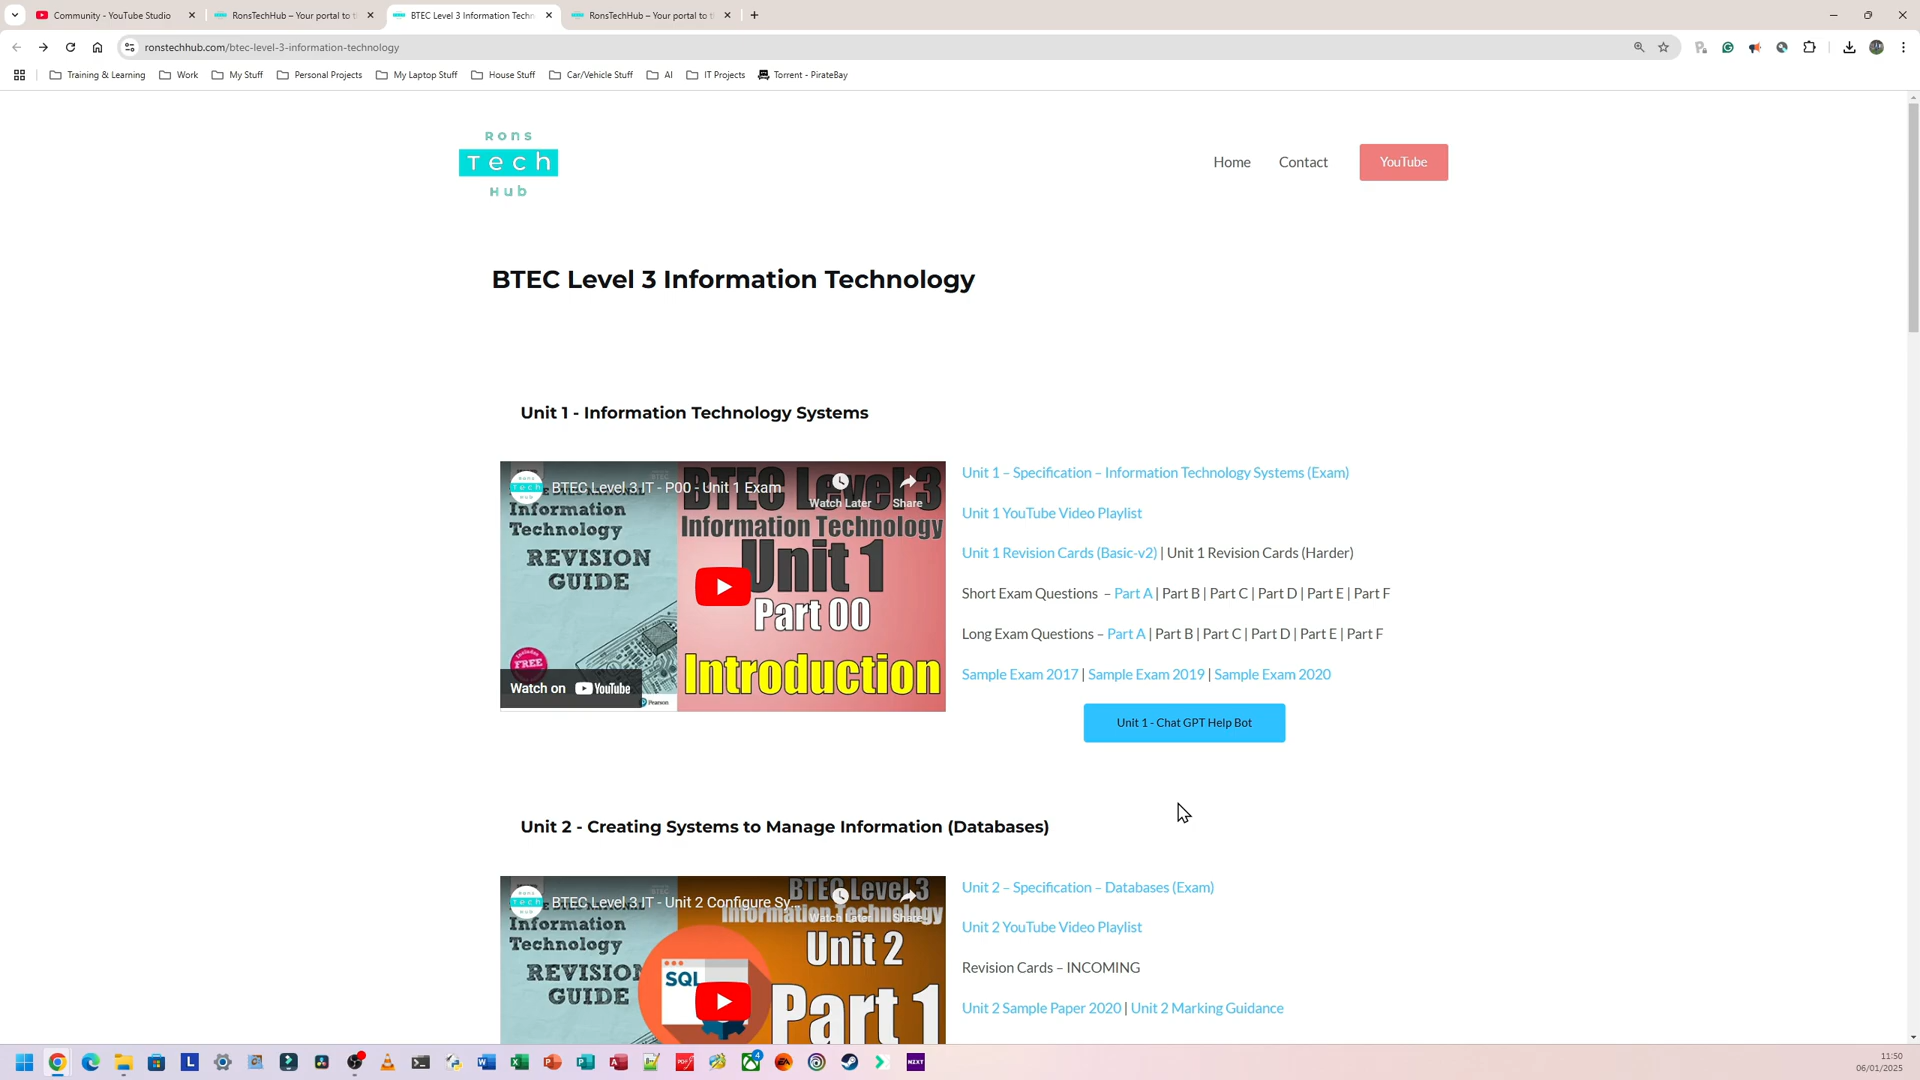 Community - YouTube Studio
RonsTechHub – Your portal to t
BTEC Level 3 Information Techn
RonsTechHub – Your portal to t
ronstechhub.com/btec-level-3-information-technology
Training & Learning
Work
My Stuff
Personal Projects
My Laptop Stuff
House Stuff
Car/Vehicle Stuff
AI
IT Projects
Torrent - PirateBay
Rons
Tech
Hub
Home
Contact
YouTube
BTEC Level 3 Information Technology
Unit 1 - Information Technology Systems
BTEC Level 3 IT - P00 - Unit 1 Exam
Watch Later
Share
BTEC Level 3
Information Technology
Unit 1
Part 00
Introduction
Information
Technology
REVISION
GUIDE
FREE
Watch on YouTube
Pearson
Unit 1 – Specification – Information Technology Systems (Exam)
Unit 1 YouTube Video Playlist
Unit 1 Revision Cards (Basic-v2) | Unit 1 Revision Cards (Harder)
Short Exam Questions – Part A | Part B | Part C | Part D | Part E | Part F
Long Exam Questions – Part A | Part B | Part C | Part D | Part E | Part F
Sample Exam 2017 | Sample Exam 2019 | Sample Exam 2020
Unit 1 - Chat GPT Help Bot
Unit 2 - Creating Systems to Manage Information (Databases)
BTEC Level 3 IT - Unit 2 Configure Sy...
Watch Later
Share
BTEC Level 3
Information Technology
Unit 2
Part 1
SQL
Information
Technology
REVISION
GUIDE
Unit 2 – Specification – Databases (Exam)
Unit 2 YouTube Video Playlist
Revision Cards – INCOMING
Unit 2 Sample Paper 2020 | Unit 2 Marking Guidance
11:50
06/01/2025